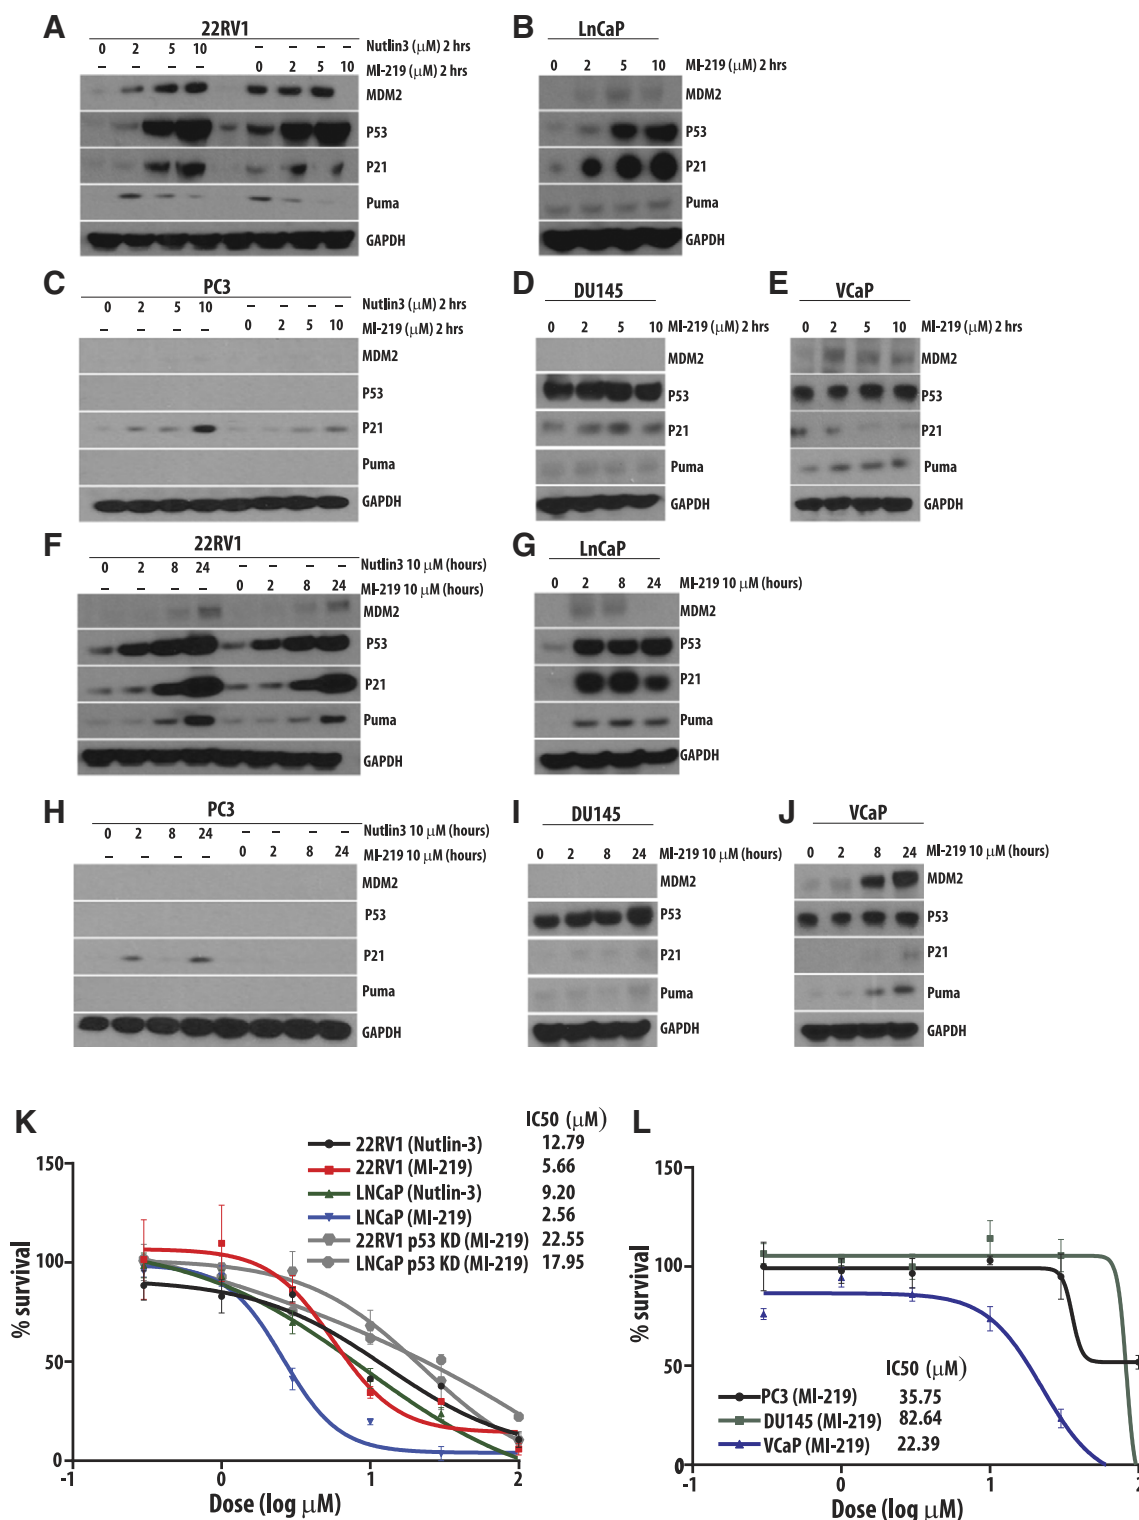 A
22RV1
0 2 5 10 – – – – Nutlin3 (μM) 2 hrs
– – – – 0 2 5 10 MI-219 (μM) 2 hrs
MDM2
P53
P21
Puma
GAPDH
B
LnCaP
0 2 5 10 MI-219 (μM) 2 hrs
MDM2
P53
P21
Puma
GAPDH
C
PC3
0 2 5 10 – – – – Nutlin3 (μM) 2 hrs
– – – – 0 2 5 10 MI-219 (μM) 2 hrs
MDM2
P53
P21
Puma
GAPDH
D
DU145
0 2 5 10 MI-219 (μM) 2 hrs
MDM2
P53
P21
Puma
GAPDH
E
VCaP
0 2 5 10 MI-219 (μM) 2 hrs
MDM2
P53
P21
Puma
GAPDH
F
22RV1
0 2 8 24 – – – – Nutlin3 10 μM (hours)
– – – – 0 2 8 24 MI-219 10 μM (hours)
MDM2
P53
P21
Puma
GAPDH
G
LnCaP
0 2 8 24 MI-219 10 μM (hours)
MDM2
P53
P21
Puma
GAPDH
H
PC3
0 2 8 24 – – – – Nutlin3 10 μM (hours)
– – – – 0 2 8 24 MI-219 10 μM (hours)
MDM2
P53
P21
Puma
GAPDH
I
DU145
0 2 8 24 MI-219 10 μM (hours)
MDM2
P53
P21
Puma
GAPDH
J
VCaP
0 2 8 24 MI-219 10 μM (hours)
MDM2
P53
P21
Puma
GAPDH
K
IC50 (μM)
22RV1 (Nutlin-3) 12.79
22RV1 (MI-219) 5.66
LNCaP (Nutlin-3) 9.20
LNCaP (MI-219) 2.56
22RV1 p53 KD (MI-219) 22.55
LNCaP p53 KD (MI-219) 17.95
150
100
50
0
% survival
-1 0 1 2
Dose (log μM)
L
150
100
50
0
% survival
IC50 (μM)
PC3 (MI-219) 35.75
DU145 (MI-219) 82.64
VCaP (MI-219) 22.39
-1 0 1 2
Dose (log μM)